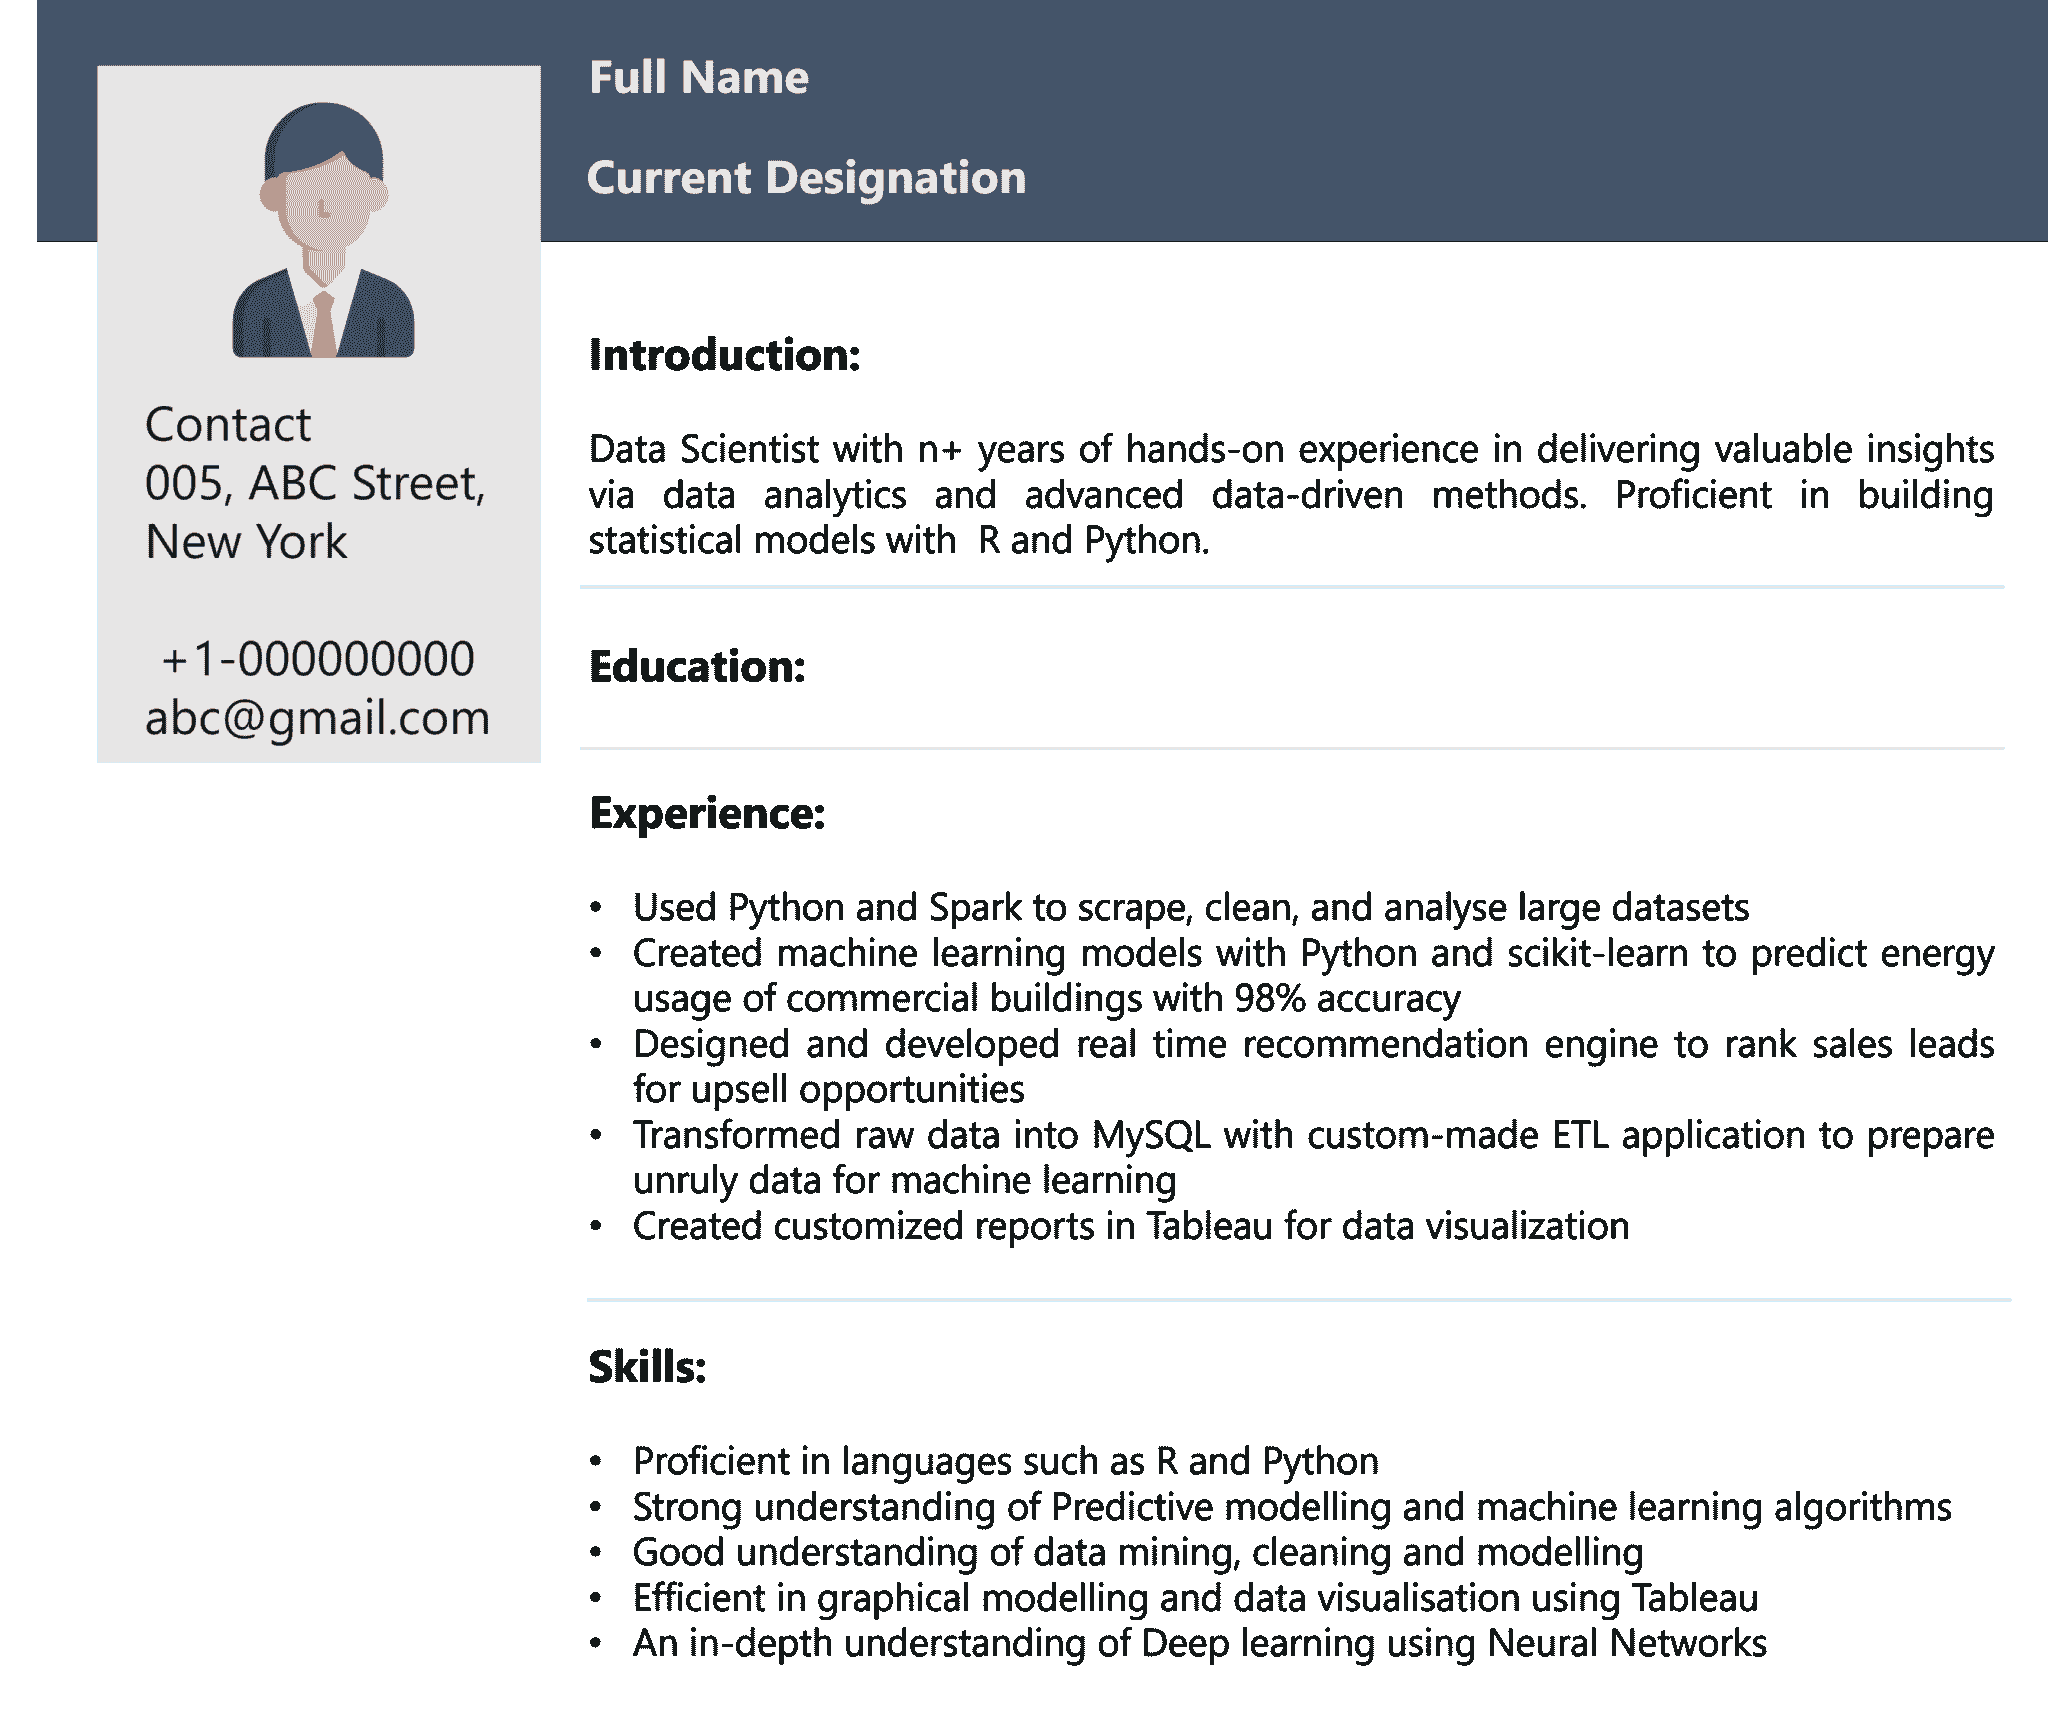 Full Name
Current Designation
Contact
005, ABC Street,
New York
+1-000000000
abc@gmail.com
Introduction:
Data Scientist with n+ years of hands-on experience in delivering valuable insights
via data analytics and advanced data-driven methods. Proficient in building
statistical models with  R and Python.
Education:
Experience:
• Used Python and Spark to scrape, clean, and analyse large datasets
• Created machine learning models with Python and scikit-learn to predict energy
usage of commercial buildings with 98% accuracy
• Designed and developed real time recommendation engine to rank sales leads
for upsell opportunities
• Transformed raw data into MySQL with custom-made ETL application to prepare
unruly data for machine learning
• Created customized reports in Tableau for data visualization
Skills:
• Proficient in languages such as R and Python
• Strong understanding of Predictive modelling and machine learning algorithms
• Good understanding of data mining, cleaning and modelling
• Efficient in graphical modelling and data visualisation using Tableau
• An in-depth understanding of Deep learning using Neural Networks